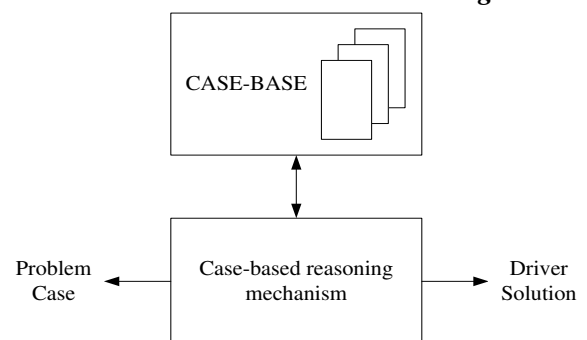 CASE-BASE
Problem
Case
Case-based reasoning
mechanism
Driver
Solution